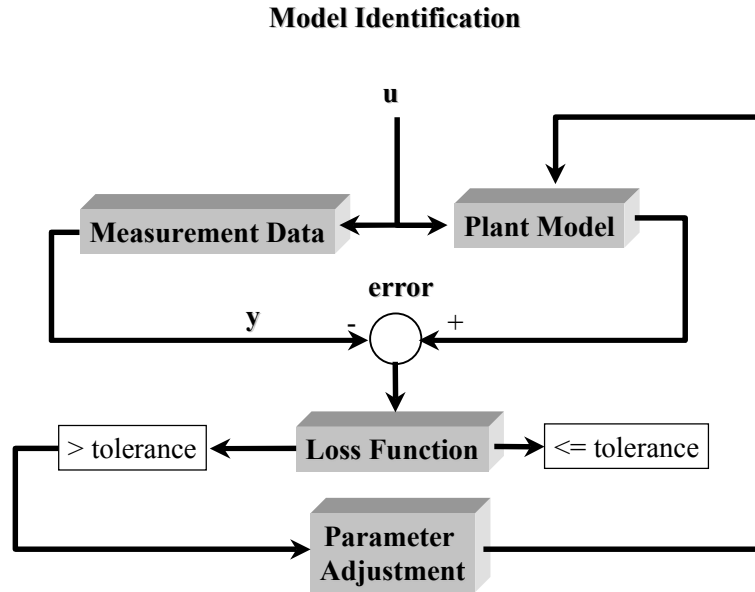 Model Identification
u
Measurement Data
Plant Model
error
y
-
+
> tolerance
Loss Function
<= tolerance
Parameter
Adjustment